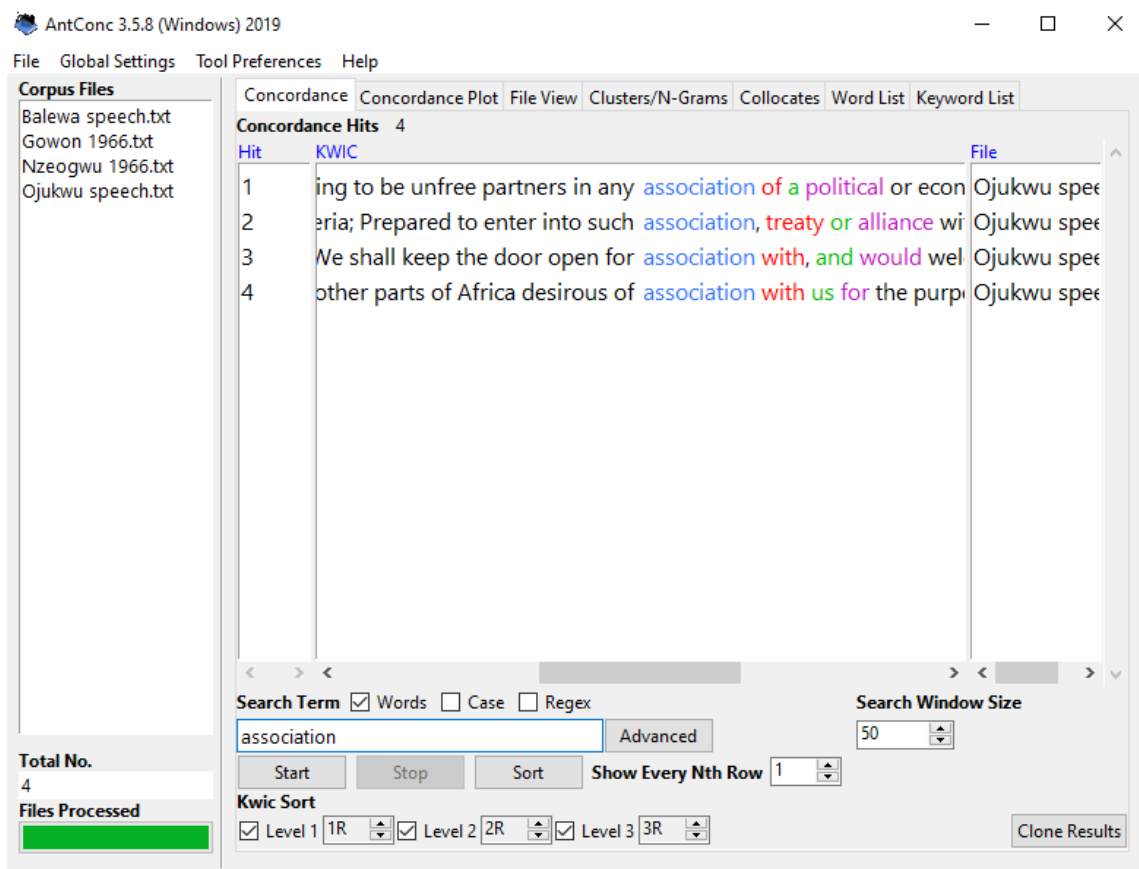 AntConc 3.5.8 (Windows) 2019
File Global Settings Tool Preferences Help
Corpus Files
Balewa speech.txt
Gowon 1966.txt
Nzeogwu 1966.txt
Ojukwu speech.txt
Total No.
4
Files Processed
Concordance Concordance Plot File View Clusters/N-Grams Collocates Word List Keyword List
Concordance Hits 4
Hit KWIC File
1 ing to be unfree partners in any association of a political or econ Ojukwu spee
2 eria; Prepared to enter into such association, treaty or alliance wi Ojukwu spee
3 We shall keep the door open for association with, and would wel Ojukwu spee
4 other parts of Africa desirous of association with us for the purp Ojukwu spee
Search Term Words Case Regex Search Window Size
association Advanced 50
Start Stop Sort Show Every Nth Row 1
Kwic Sort
Level 1 1R Level 2 2R Level 3 3R Clone Results